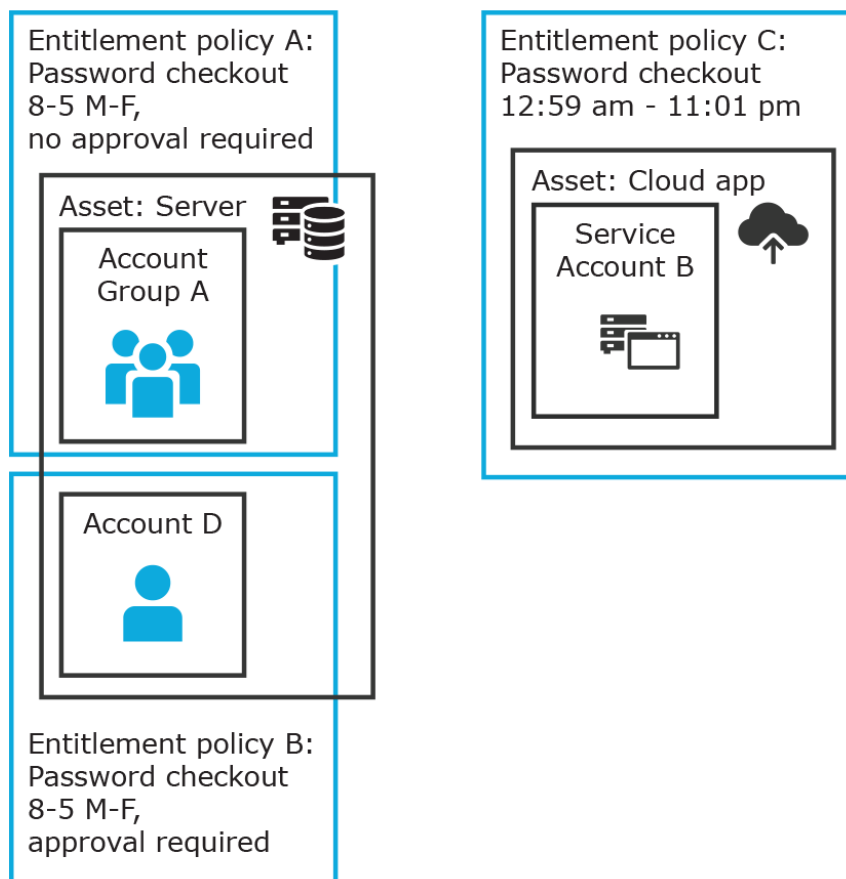 Entitlement policy A:
Password checkout
8-5 M-F,
no approval required
Asset: Server
Account
Group A
Account D
Entitlement policy B:
Password checkout
8-5 M-F,
approval required
Entitlement policy C:
Password checkout
12:59 am - 11:01 pm
Asset: Cloud app
Service
Account B